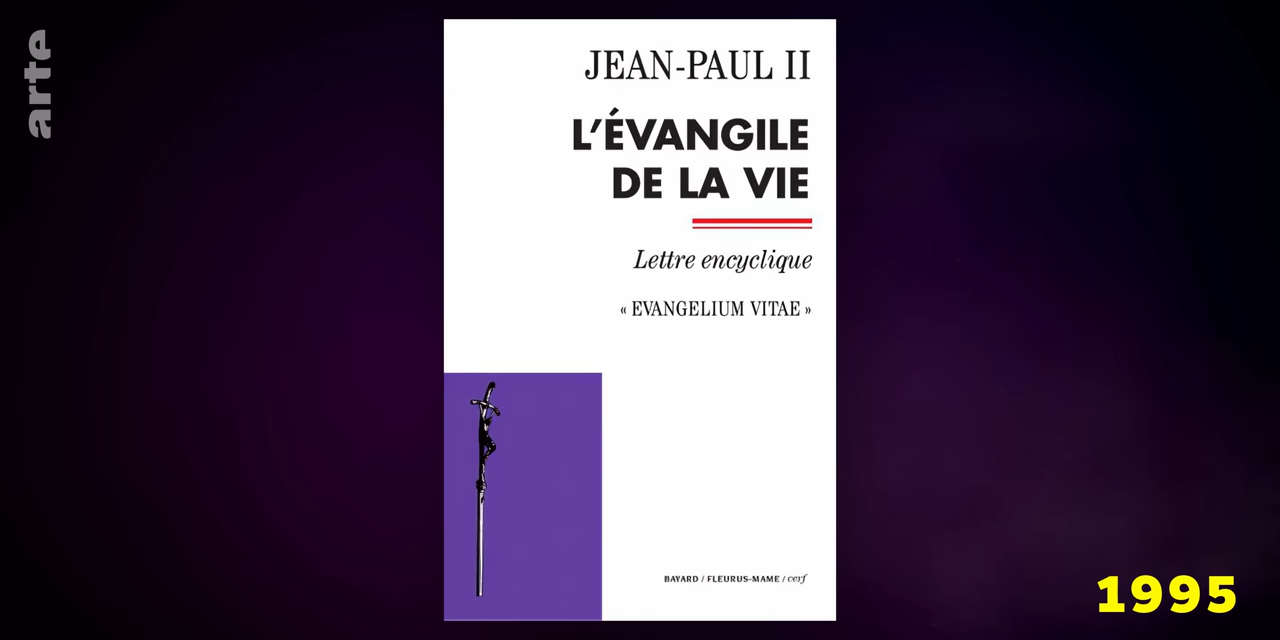 arte
JEAN-PAUL II
L'ÉVANGILE
DE LA VIE
Lettre encyclique
« EVANGELIUM VITAE »
BAYARD / FLEURUS-MAME / cerf
1995